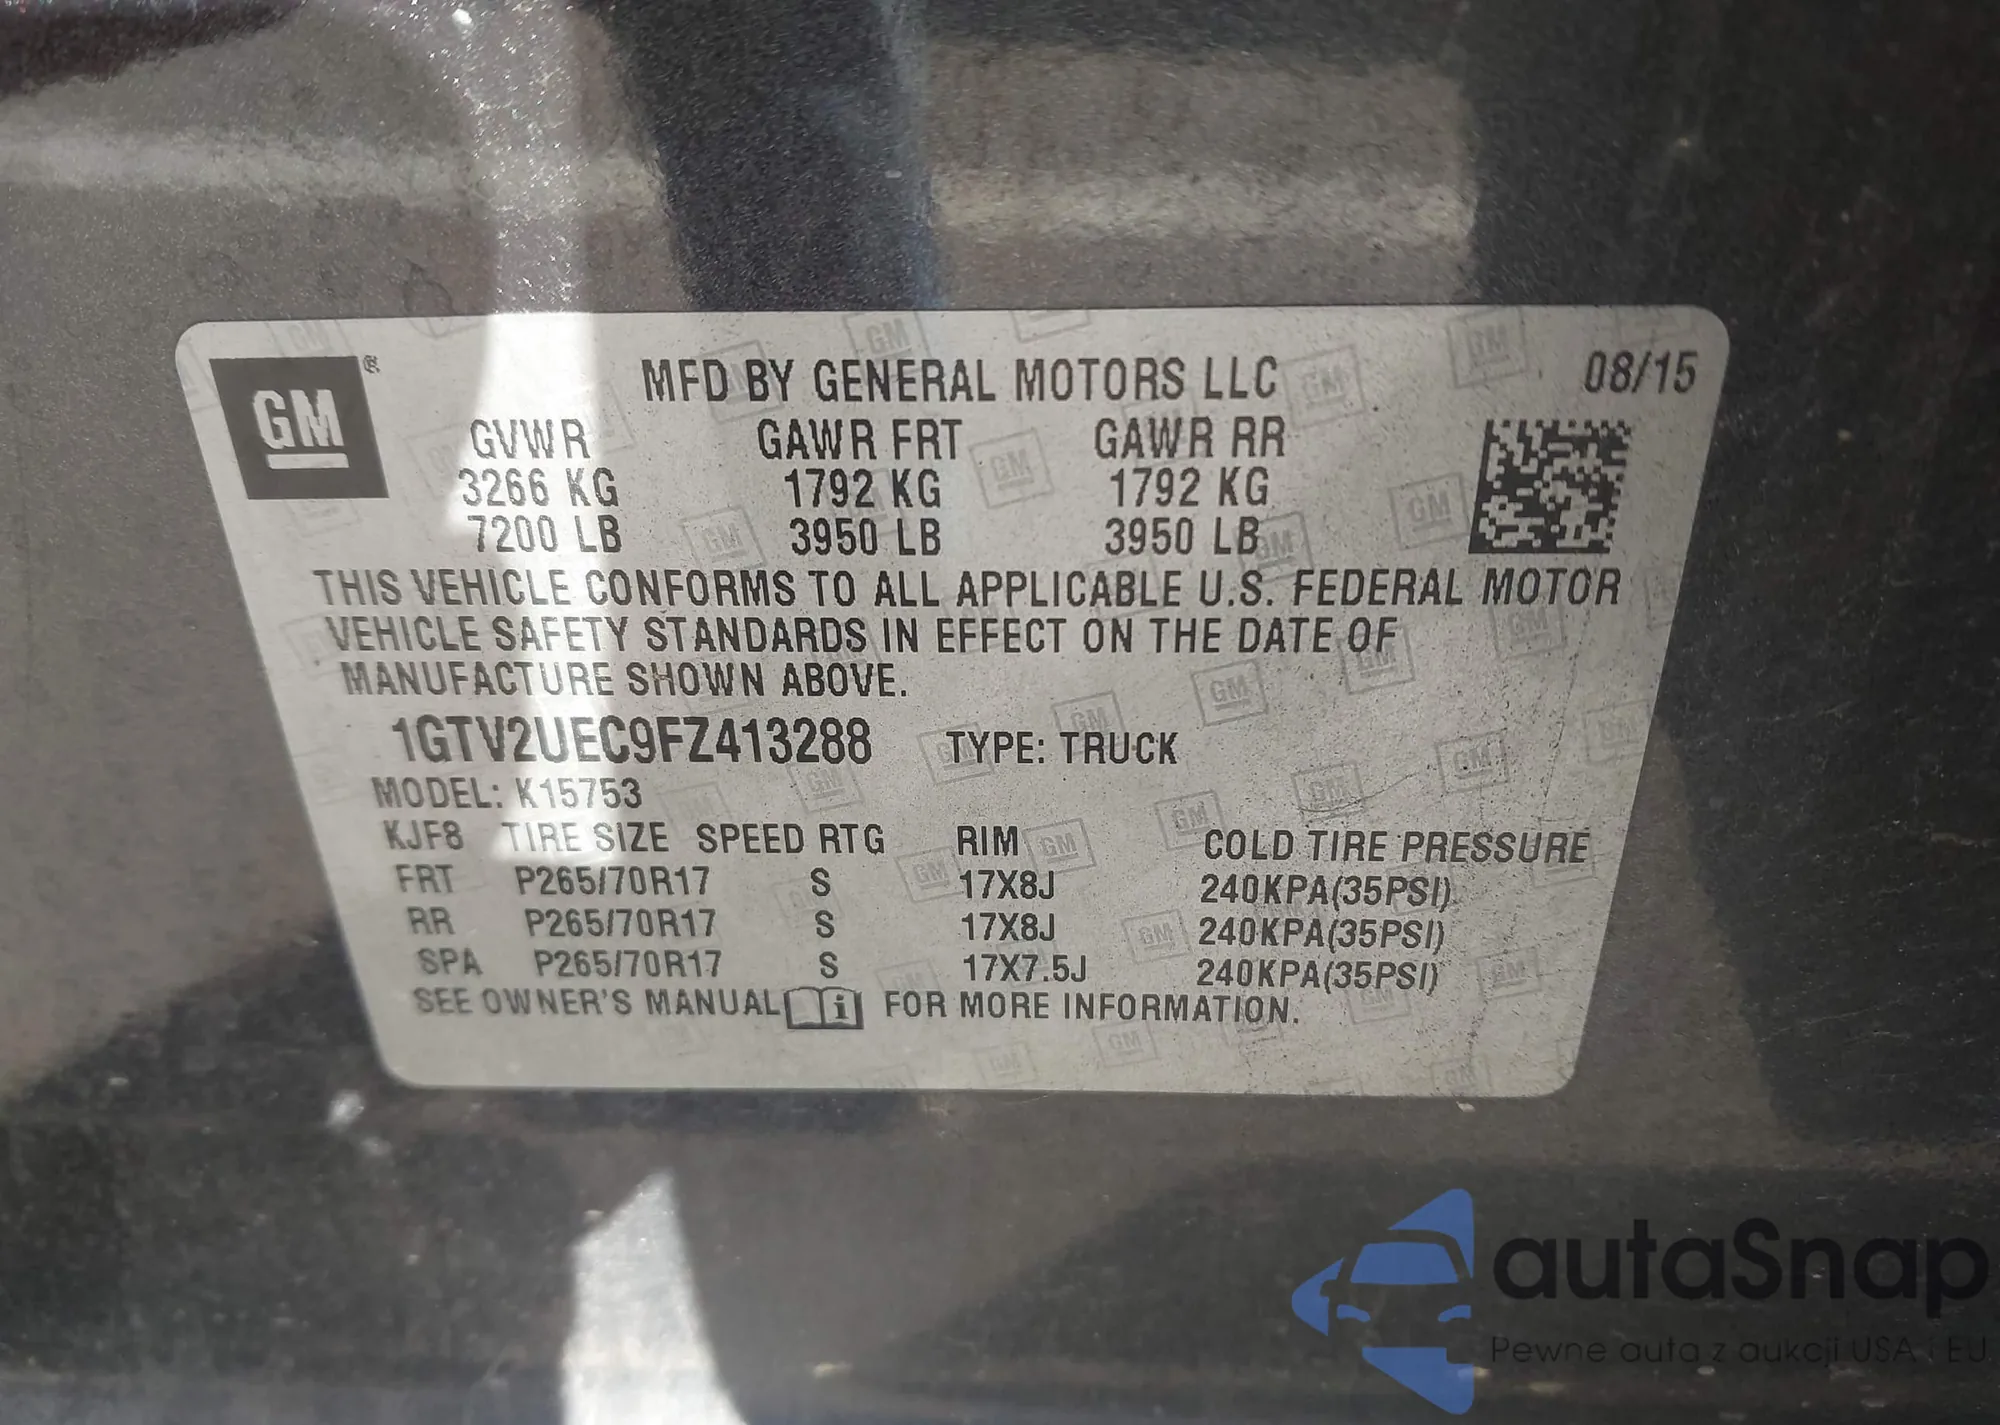 GM ®
MFD BY GENERAL MOTORS LLC 08/15
GVWR GAWR FRT GAWR RR
3266 KG 1792 KG 1792 KG
7200 LB 3950 LB 3950 LB
THIS VEHICLE CONFORMS TO ALL APPLICABLE U.S. FEDERAL MOTOR
VEHICLE SAFETY STANDARDS IN EFFECT ON THE DATE OF
MANUFACTURE SHOWN ABOVE.
1GTV2UEC9FZ413288 TYPE: TRUCK
MODEL: K15753
KJF8 TIRE SIZE SPEED RTG RIM COLD TIRE PRESSURE
FRT P265/70R17 S 17X8J 240KPA(35PSI)
RR P265/70R17 S 17X8J 240KPA(35PSI)
SPA P265/70R17 S 17X7.5J 240KPA(35PSI)
SEE OWNER'S MANUAL i FOR MORE INFORMATION.
autaSnap
Pewne auta z aukcji USA i EU